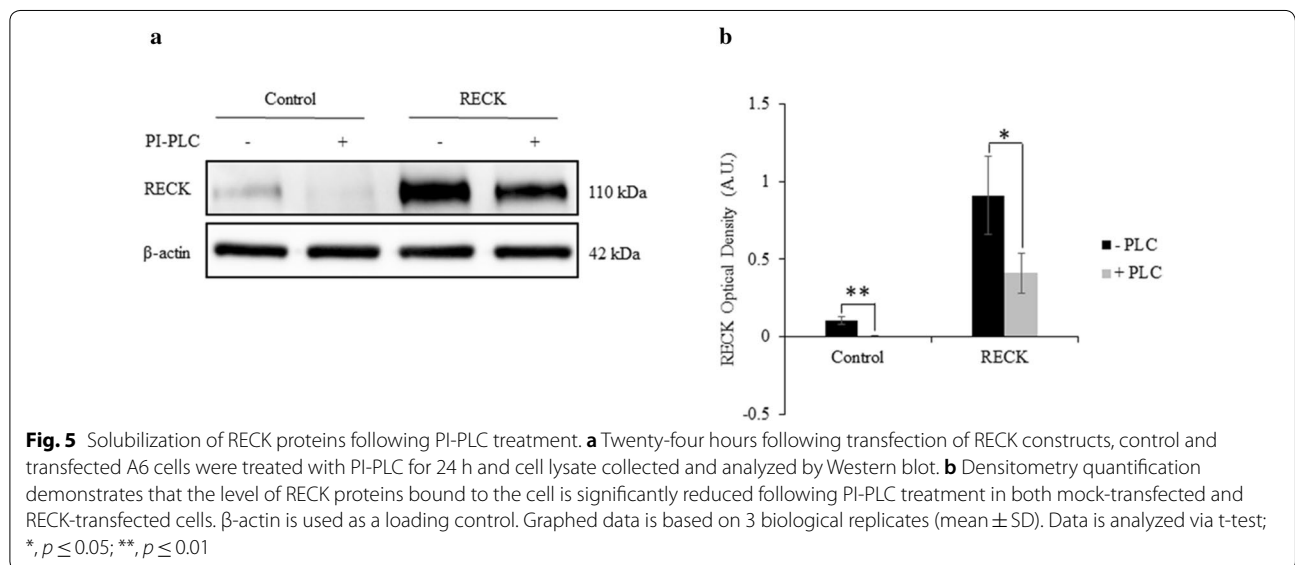 a
Control RECK
PI-PLC - + - +
RECK 110 kDa
β-actin 42 kDa
b
RECK Optical Density (A.U.)
1.5
1
0.5
0
-0.5
*
**
Control RECK
- PLC
+ PLC
Fig. 5 Solubilization of RECK proteins following PI-PLC treatment. a Twenty-four hours following transfection of RECK constructs, control and
transfected A6 cells were treated with PI-PLC for 24 h and cell lysate collected and analyzed by Western blot. b Densitometry quantification
demonstrates that the level of RECK proteins bound to the cell is significantly reduced following PI-PLC treatment in both mock-transfected and
RECK-transfected cells. β-actin is used as a loading control. Graphed data is based on 3 biological replicates (mean ± SD). Data is analyzed via t-test;
*, p ≤ 0.05; **, p ≤ 0.01